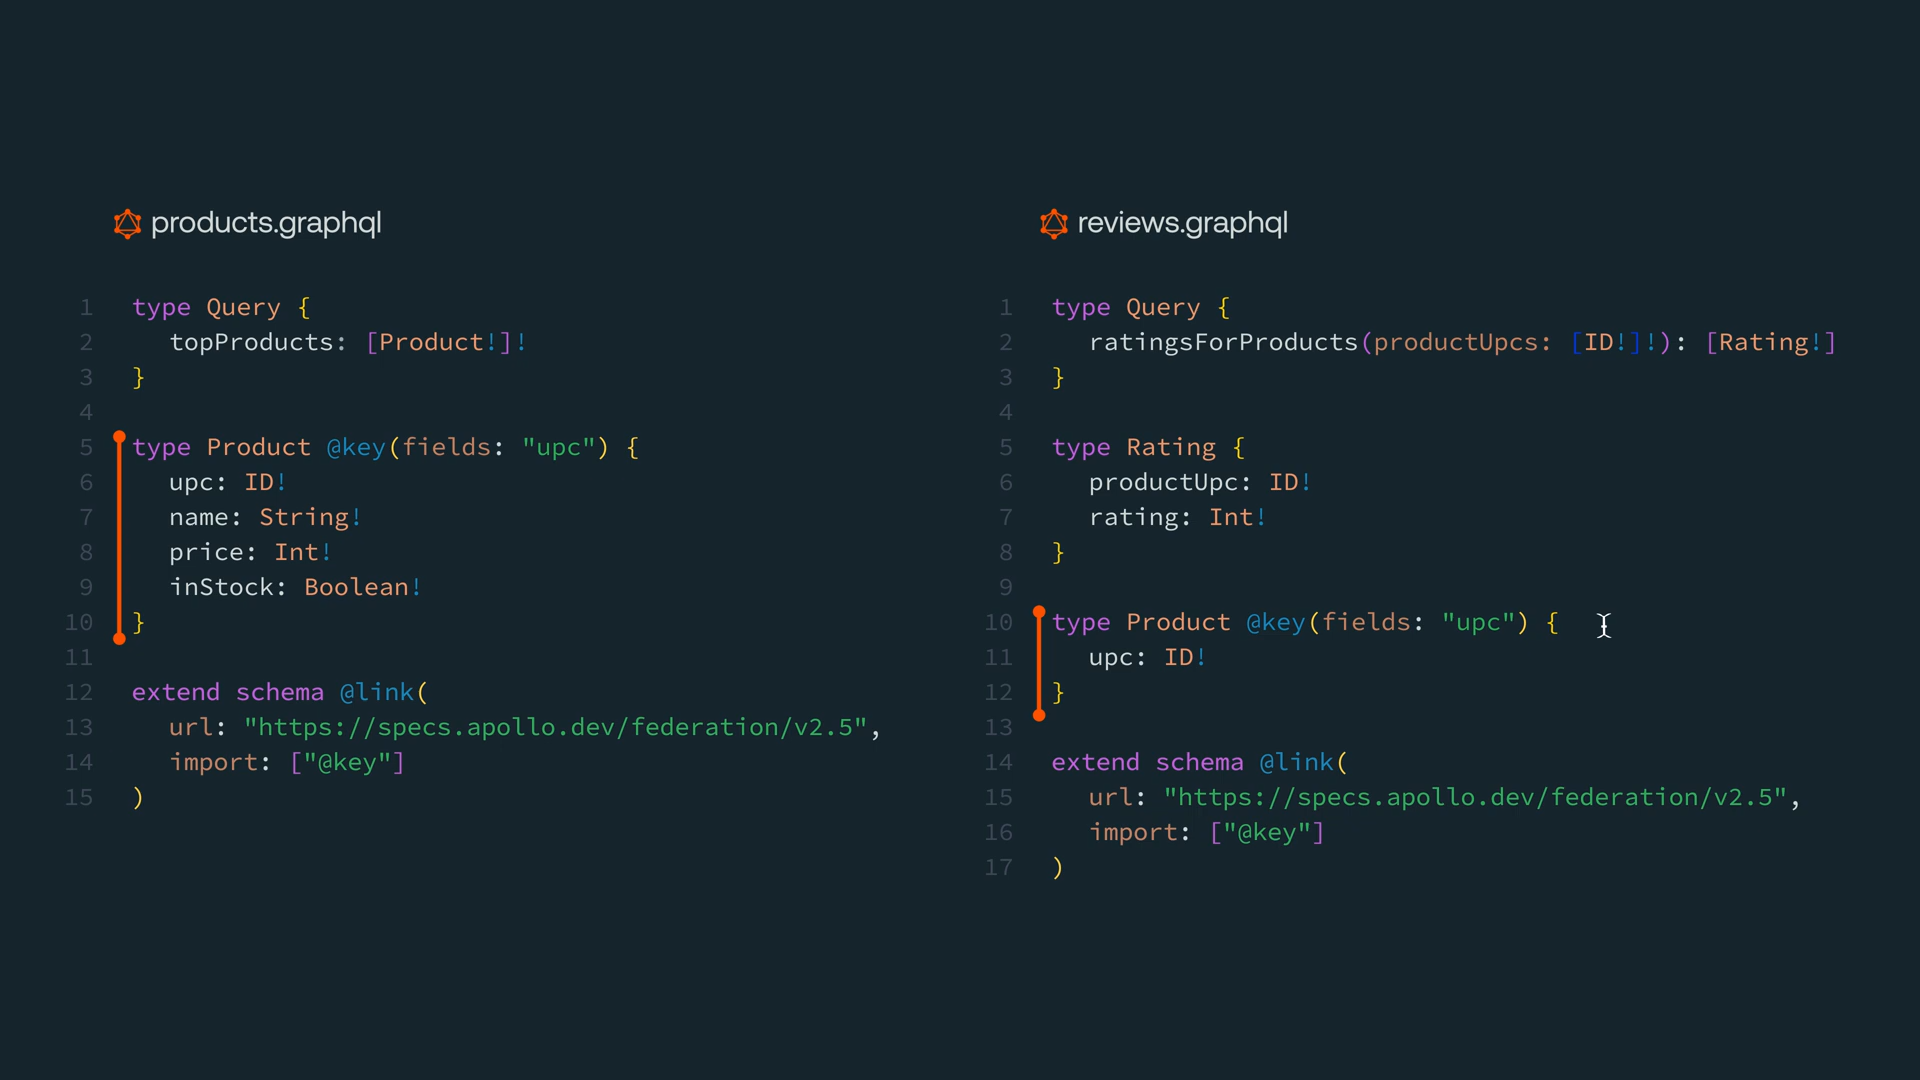 products.graphql
1 type Query {
2 topProducts: [Product!]!
3 }
4
5 type Product @key(fields: "upc") {
6 upc: ID!
7 name: String!
8 price: Int!
9 inStock: Boolean!
10 }
11
12 extend schema @link(
13 url: "https://specs.apollo.dev/federation/v2.5",
14 import: ["@key"]
15 )
reviews.graphql
1 type Query {
2 ratingsForProducts(productUpcs: [ID!]!): [Rating!]
3 }
4
5 type Rating {
6 productUpc: ID!
7 rating: Int!
8 }
9
10 type Product @key(fields: "upc") {
11 upc: ID!
12 }
13
14 extend schema @link(
15 url: "https://specs.apollo.dev/federation/v2.5",
16 import: ["@key"]
17 )